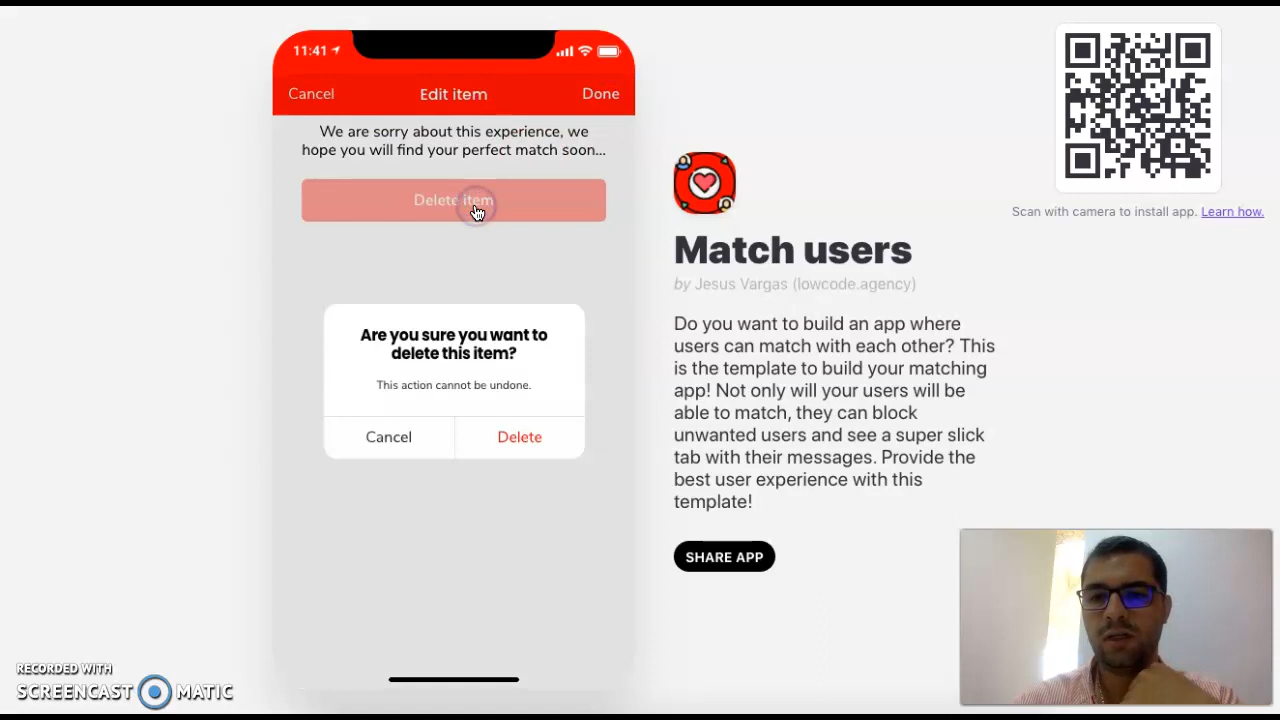 11:41
Cancel
Edit item
Done
We are sorry about this experience, we
hope you will find your perfect match soon...
Delete item
Are you sure you want to
delete this item?
This action cannot be undone.
Cancel
Delete
Scan with camera to install app. Learn how.
Match users
by Jesus Vargas (lowcode.agency)
Do you want to build an app where
users can match with each other? This
is the template to build your matching
app! Not only will your users will be
able to match, they can block
unwanted users and see a super slick
tab with their messages. Provide the
best user experience with this
template!
SHARE APP
RECORDED WITH
SCREENCAST MATIC